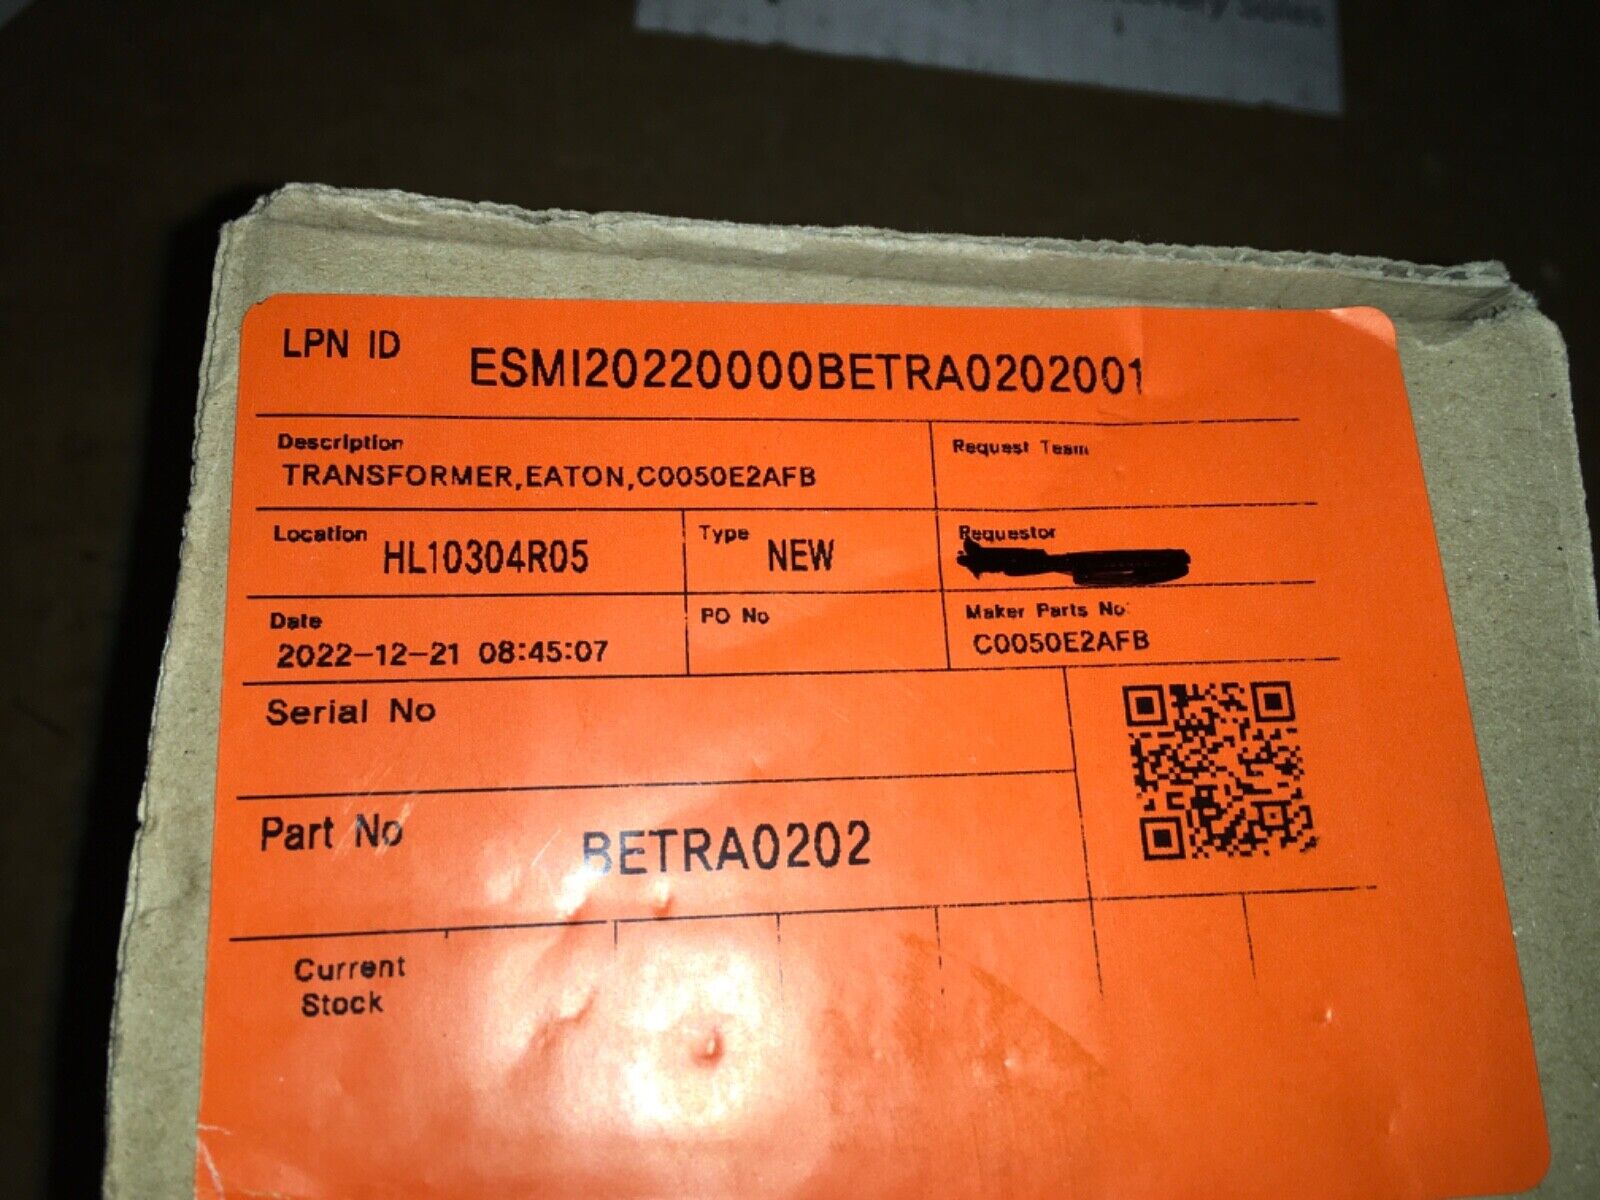 Sales
LPN ID ESMI20220000BETRA0202001
Description
TRANSFORMER,EATON,C0050E2AFB
Request Team
Location HL10304R05
Type NEW
Requestor
Date
2022-12-21 08:45:07
PO No
Maker Parts No:
C0050E2AFB
Serial No
Part No BETRA0202
Current
Stock